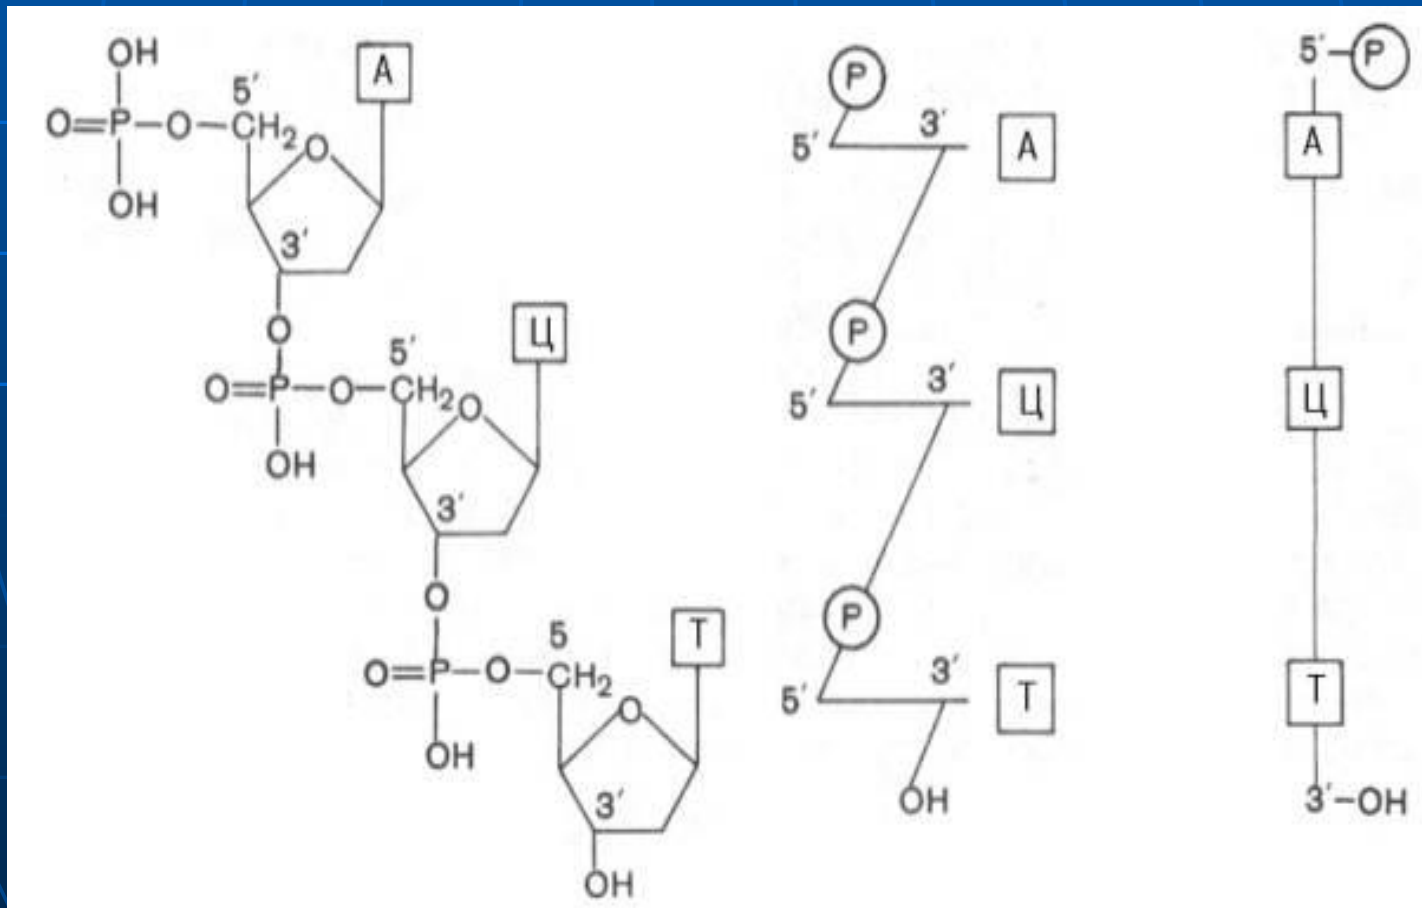 OH
5′
A
O=P–O–CH₂
O
OH
3′
O
5′
Ц
O=P–O–CH₂
O
OH
3′
O
5
T
O=P–O–CH₂
O
OH
3′
OH
P
5′
3′
A
P
5′
3′
Ц
P
5′
3′
T
OH
5′–P
A
Ц
T
3′–OH